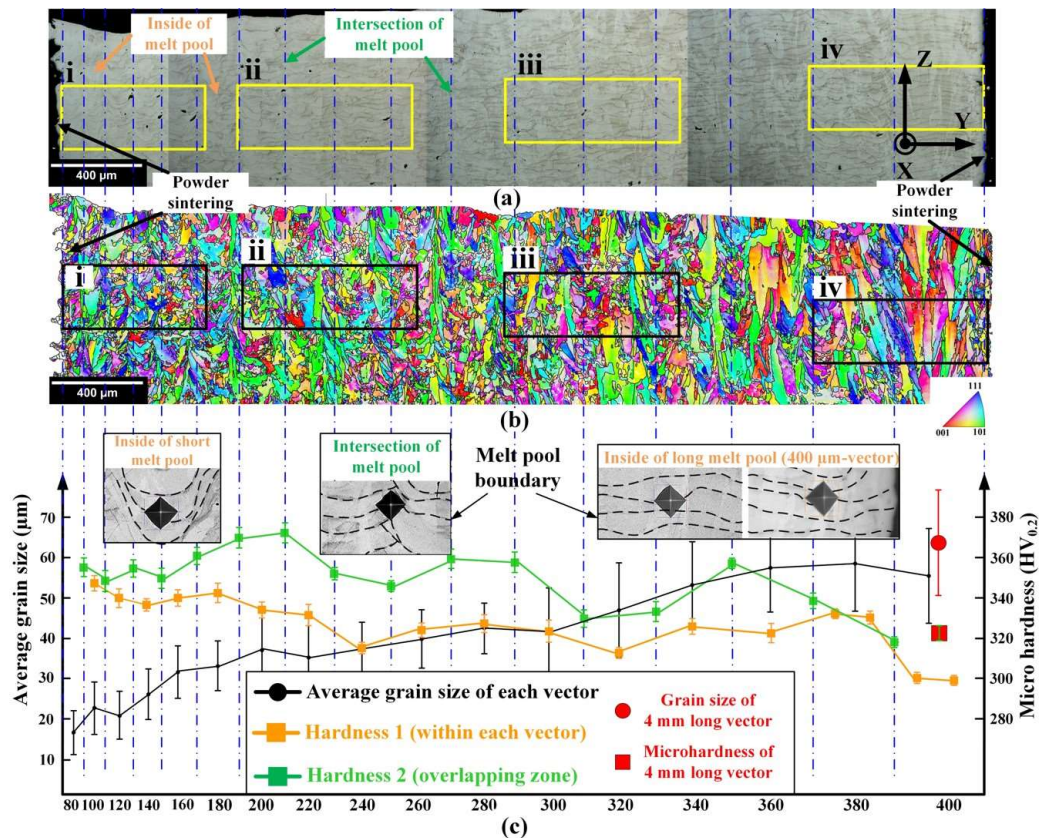 (a)
Inside of
melt pool
Intersection of
melt pool
i
ii
iii
iv
Z
Y
X
400 μm
Powder
sintering
Powder
sintering
i
ii
iii
iv
400 μm
(b)
111
001
101
Inside of short
melt pool
Intersection of
melt pool
Melt pool
boundary
Inside of long melt pool (400 μm-vector)
Average grain size (μm)
70
60
50
40
30
20
10
Micro hardness (HV0.2)
380
360
340
320
300
280
Average grain size of each vector
Hardness 1 (within each vector)
Hardness 2 (overlapping zone)
Grain size of
4 mm long vector
Microhardness of
4 mm long vector
80 100 120 140 160 180 200 220 240 260 280 300 320 340 360 380 400
(c)